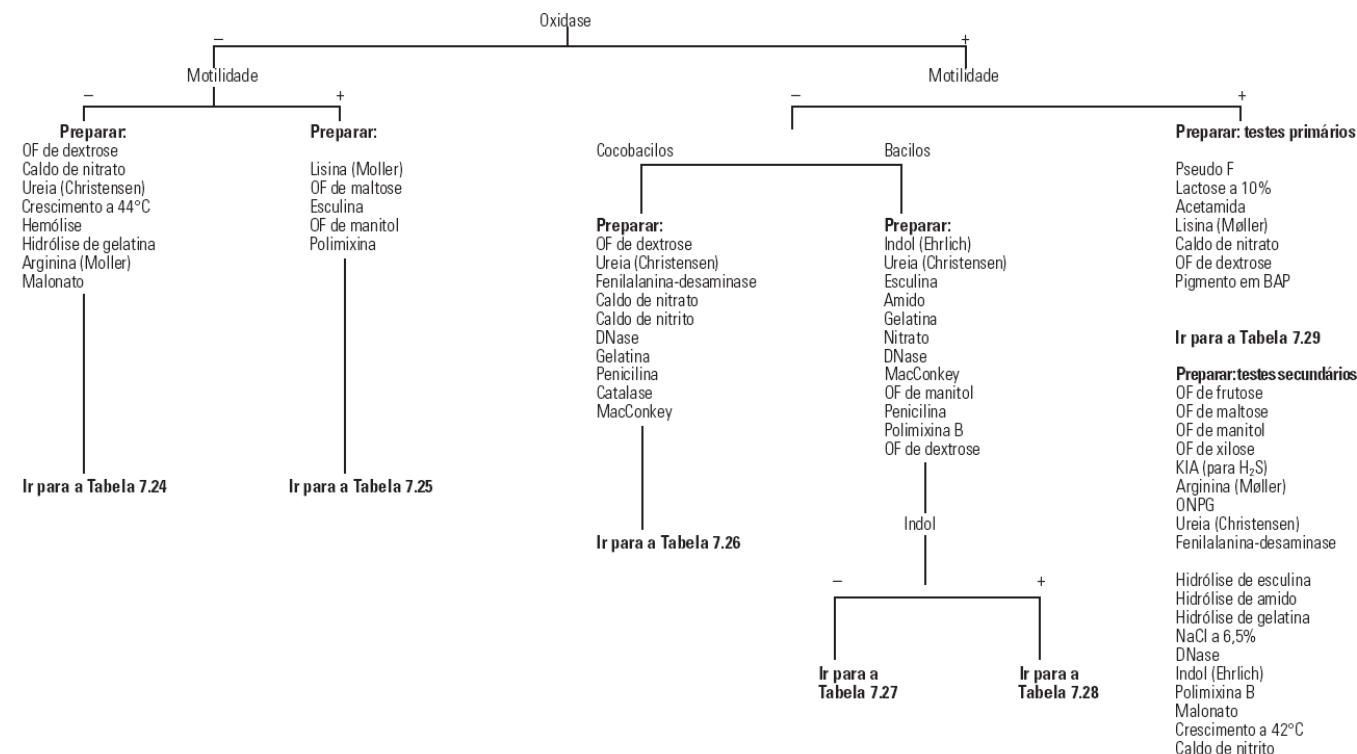 Oxidase
– +
Motilidade
– +
Preparar:
OF de dextrose
Caldo de nitrato
Ureia (Christensen)
Crescimento a 44°C
Hemólise
Hidrólise de gelatina
Arginina (Moller)
Malonato
Ir para a Tabela 7.24
Preparar:
Lisina (Moller)
OF de maltose
Esculina
OF de manitol
Polimixina
Ir para a Tabela 7.25
Motilidade
– +
Cocobacilos
Preparar:
OF de dextrose
Ureia (Christensen)
Fenilalanina-desaminase
Caldo de nitrato
Caldo de nitrito
DNase
Gelatina
Penicilina
Catalase
MacConkey
Ir para a Tabela 7.26
Bacilos
Preparar:
Indol (Ehrlich)
Ureia (Christensen)
Esculina
Amido
Gelatina
Nitrato
DNase
MacConkey
OF de manitol
Penicilina
Polimixina B
OF de dextrose
Indol
– +
Ir para a
Tabela 7.27
Ir para a
Tabela 7.28
Preparar: testes primários
Pseudo F
Lactose a 10%
Acetamida
Lisina (Møller)
Caldo de nitrato
OF de dextrose
Pigmento em BAP
Ir para a Tabela 7.29
Preparar: testes secundários
OF de frutose
OF de maltose
OF de manitol
OF de xilose
KIA (para H₂S)
Arginina (Møller)
ONPG
Ureia (Christensen)
Fenilalanina-desaminase
Hidrólise de esculina
Hidrólise de amido
Hidrólise de gelatina
NaCl a 6,5%
DNase
Indol (Ehrlich)
Polimixina B
Malonato
Crescimento a 42°C
Caldo de nitrito